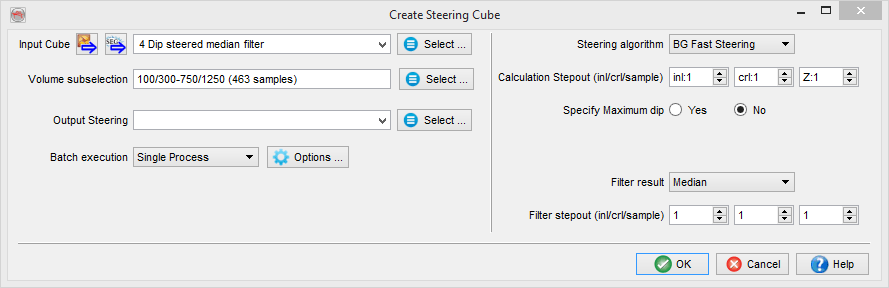 Create Steering Cube
Input Cube SEG 4 Dip steered median filter Select ...
Volume subselection 100/300-750/1250 (463 samples) Select ...
Output Steering Select ...
Batch execution Single Process Options ...
Steering algorithm BG Fast Steering
Calculation Stepout (inl/crl/sample) inl:1 crl:1 Z:1
Specify Maximum dip Yes No
Filter result Median
Filter stepout (inl/crl/sample) 1 1 1
OK Cancel ? Help